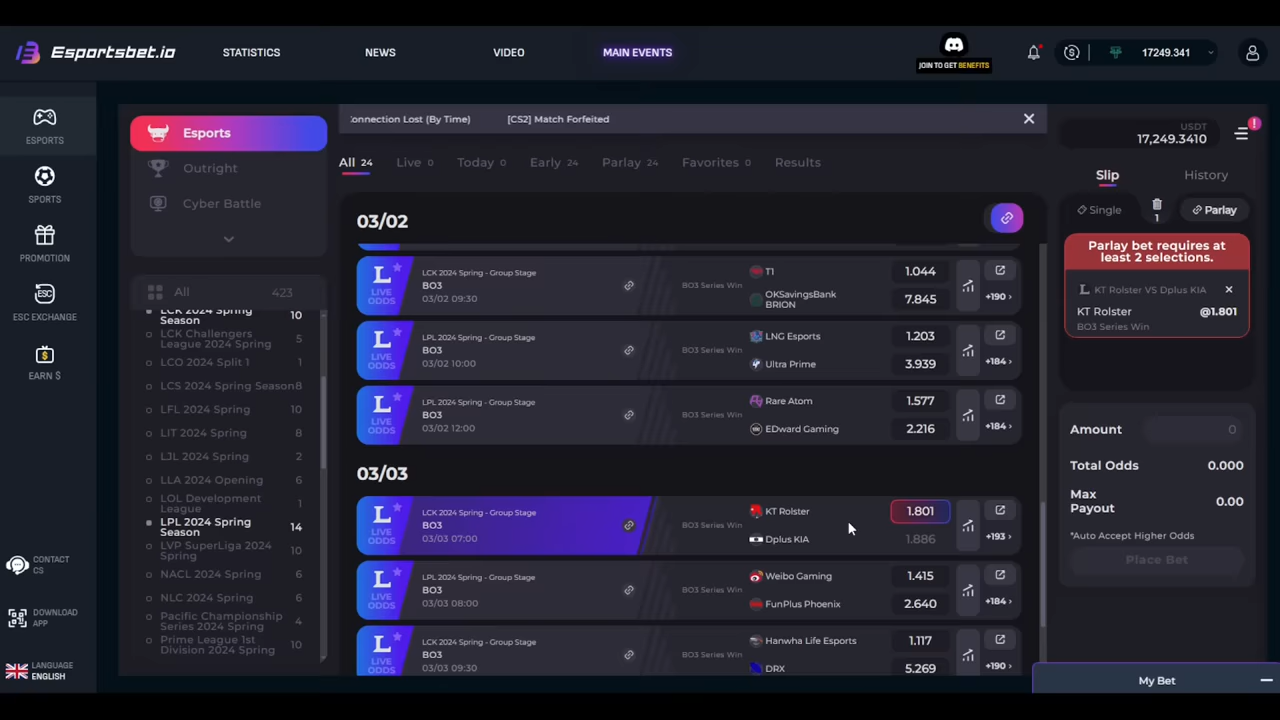 Esportsbet.io
STATISTICS
NEWS
VIDEO
MAIN EVENTS
JOIN TO GET BENEFITS
17249.341
ESPORTS
SPORTS
PROMOTION
ESC
ESC EXCHANGE
EARN $
CONTACT
CS
DOWNLOAD
APP
LANGUAGE
ENGLISH
Esports
Outright
Cyber Battle
All 423
LCK 2024 Spring
Season 10
LCK Challengers
League 2024 Spring 5
LCO Split 1 1
LCS 2024 Spring Season 8
LFL 2024 Spring 10
LIT 2024 Spring 8
LJL 2024 Spring 2
LLA 2024 Opening 6
LOL Development
League 1
LPL 2024 Spring
Season 14
LVP SuperLiga 2024
Spring 10
NACL 2024 Spring 6
NLC 2024 Spring 6
Pacific Championship
Series 2024 Spring 4
Prime League 1st
Division 2024 Spring 10
onnection Lost (By Time) [CS2] Match Forfeited
All 24 Live 0 Today 0 Early 24 Parlay 24 Favorites 0 Results
03/02
L
LIVE
ODDS
LCK 2024 Spring - Group Stage
BO3
03/02 09:30
BO3 Series Win
T1 1.044
OKSavingsBank
BRION 7.845
+190 ›
L
LIVE
ODDS
LPL 2024 Spring - Group Stage
BO3
03/02 10:00
BO3 Series Win
LNG Esports 1.203
Ultra Prime 3.939
+184 ›
L
LIVE
ODDS
LPL 2024 Spring - Group Stage
BO3
03/02 12:00
BO3 Series Win
Rare Atom 1.577
EDward Gaming 2.216
+184 ›
03/03
L
LIVE
ODDS
LCK 2024 Spring - Group Stage
BO3
03/03 07:00
BO3 Series Win
KT Rolster 1.801
Dplus KIA 1.886
+193 ›
L
LIVE
ODDS
LPL 2024 Spring - Group Stage
BO3
03/03 08:00
BO3 Series Win
Weibo Gaming 1.415
FunPlus Phoenix 2.640
+184 ›
L
LIVE
ODDS
LCK 2024 Spring - Group Stage
BO3
03/03 09:30
BO3 Series Win
Hanwha Life Esports 1.117
DRX 5.269
+190 ›
USDT
17,249.3410
Slip History
Single 1 Parlay
Parlay bet requires at
least 2 selections.
L KT Rolster VS Dplus KIA
KT Rolster @1.801
BO3 Series Win
Amount 0
Total Odds 0.000
Max
Payout 0.00
*Auto Accept Higher Odds
Place Bet
My Bet